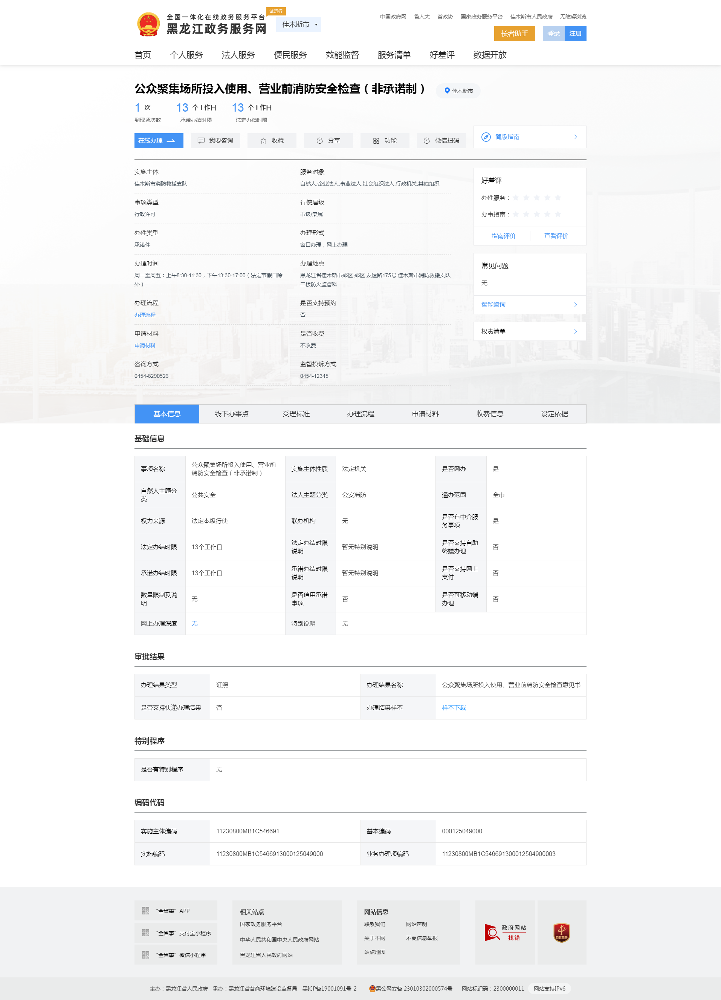 试运行
全国一体化在线政务服务平台
黑龙江政务服务网
佳木斯市
中国政府网 省人大 省政协 国家政务服务平台 佳木斯市人民政府 无障碍浏览
长者助手 登录 注册
首页 个人服务 法人服务 便民服务 效能监督 服务清单 好差评 数据开放
公众聚集场所投入使用、营业前消防安全检查（非承诺制）
佳木斯市
1 次 13 个工作日 13 个工作日
到现场次数 承诺办结时限 法定办结时限
在线办理 我要咨询 收藏 分享 功能 微信扫码
简版指南
实施主体 服务对象
佳木斯市消防救援支队 自然人,企业法人,事业法人,社会组织法人,行政机关,其他组织
事项类型 行使层级
行政许可 市级/隶属
办件类型 办理形式
承诺件 窗口办理，网上办理
办理时间 办理地点
周一至周五：上午8:30-11:30，下午13:30-17:00（法定节假日除 黑龙江省佳木斯市郊区 郊区 友谊路175号 佳木斯市消防救援支队
外） 二楼防火监督科
办理流程 是否支持预约
办理流程 否
申请材料 是否收费
申请材料 不收费
咨询方式 监督投诉方式
0454-8290526 0454-12345
好差评
办件服务：
办事指南：
指南评价 查看评价
常见问题
无
智能咨询
权责清单
基本信息 线下办事点 受理标准 办理流程 申请材料 收费信息 设定依据
基础信息
事项名称 公众聚集场所投入使用、营业前 实施主体性质 法定机关 是否网办 是
消防安全检查（非承诺制）
自然人主题分 公共安全 法人主题分类 公安消防 通办范围 全市
类
权力来源 法定本级行使 联办机构 无 是否有中介服 是
务事项
法定办结时限 13个工作日 法定办结时限 暂无特别说明 是否支持自助 否
说明 终端办理
承诺办结时限 13个工作日 承诺办结时限 暂无特别说明 是否支持网上 否
说明 支付
数量限制及说 无 是否信用承诺 否 是否可移动端 否
明 事项 办理
网上办理深度 无 特别说明 无
审批结果
办理结果类型 证照 办理结果名称 公众聚集场所投入使用、营业前消防安全检查意见书
是否支持快递办理结果 否 办理结果样本 样本下载
特别程序
是否有特别程序 无
编码代码
实施主体编码 11230800MB1C546691 基本编码 000125049000
实施编码 11230800MB1C5466913000125049000 业务办理项编码 11230800MB1C546691300012504900003
“全省事”APP
“全省事”支付宝小程序
“全省事”微信小程序
相关站点
国家政务服务平台
中华人民共和国中央人民政府网站
黑龙江省人民政府网站
网站信息
联系我们 网站声明
关于本网 不良信息举报
站点地图
政府网站
找错
党政机关
主办：黑龙江省人民政府 承办：黑龙江省营商环境建设监督局 黑ICP备19001091号-2 黑公网安备 23010302000574号 网站标识码：2300000011 网站支持IPv6